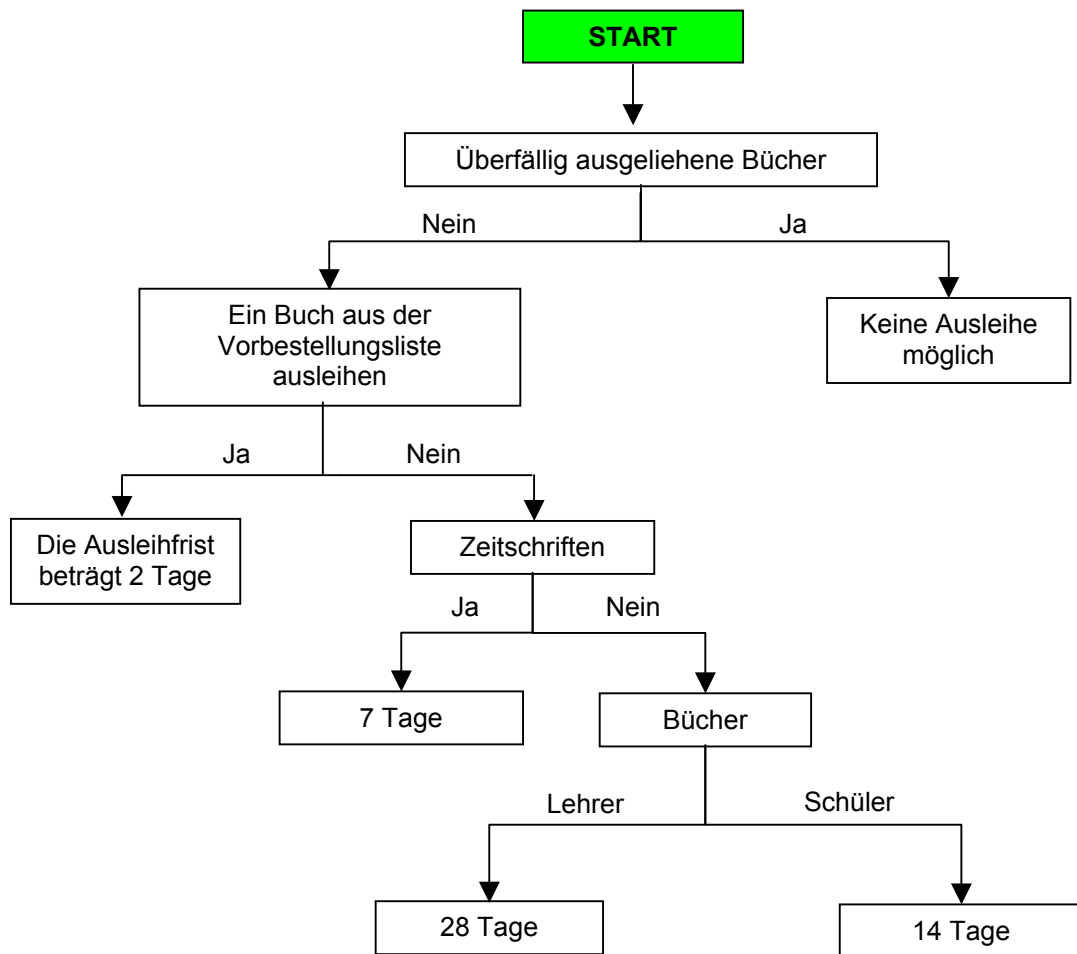 START
Überfällig ausgeliehene Bücher
Nein
Ja
Ein Buch aus der
Vorbestellungsliste
ausleihen
Keine Ausleihe
möglich
Ja
Nein
Die Ausleihfrist
beträgt 2 Tage
Zeitschriften
Ja
Nein
7 Tage
Bücher
Lehrer
Schüler
28 Tage
14 Tage